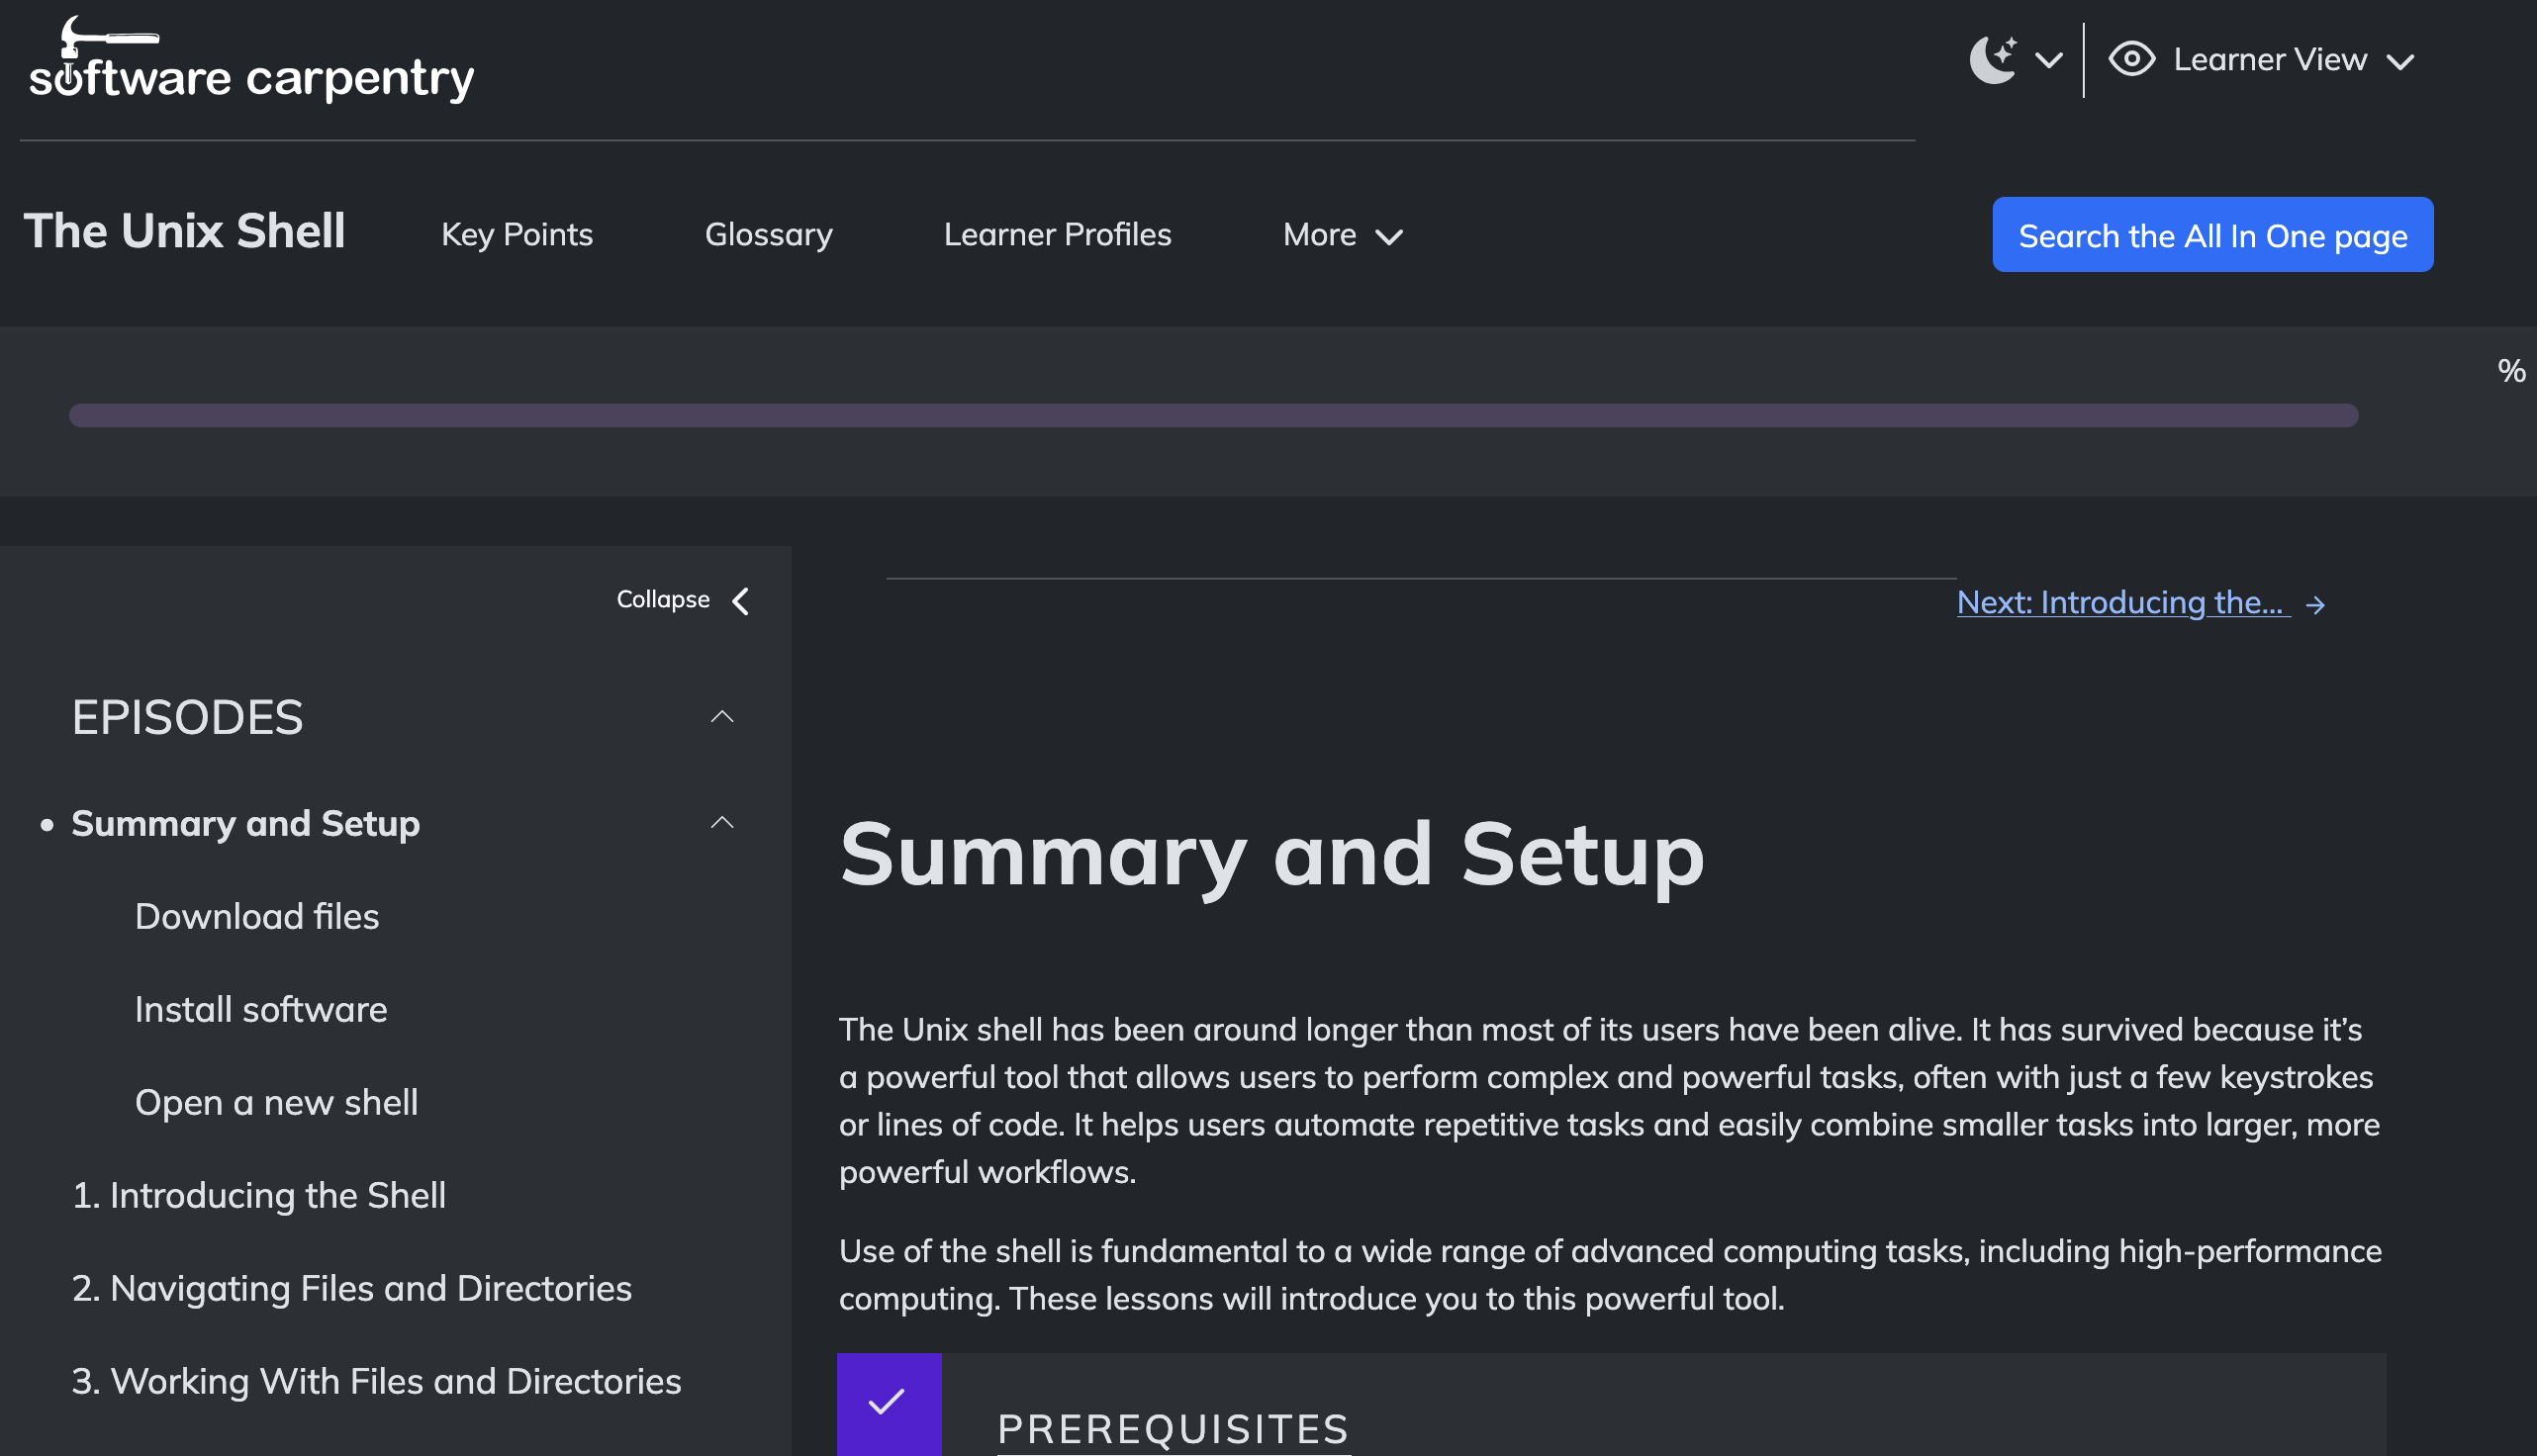 software carpentry
Learner View
The Unix Shell
Key Points
Glossary
Learner Profiles
More
Search the All In One page
%
Collapse
Next: Introducing the...
EPISODES
Summary and Setup
Download files
Install software
Open a new shell
1. Introducing the Shell
2. Navigating Files and Directories
3. Working With Files and Directories
Summary and Setup
The Unix shell has been around longer than most of its users have been alive. It has survived because it’s
a powerful tool that allows users to perform complex and powerful tasks, often with just a few keystrokes
or lines of code. It helps users automate repetitive tasks and easily combine smaller tasks into larger, more
powerful workflows.
Use of the shell is fundamental to a wide range of advanced computing tasks, including high-performance
computing. These lessons will introduce you to this powerful tool.
PREREQUISITES